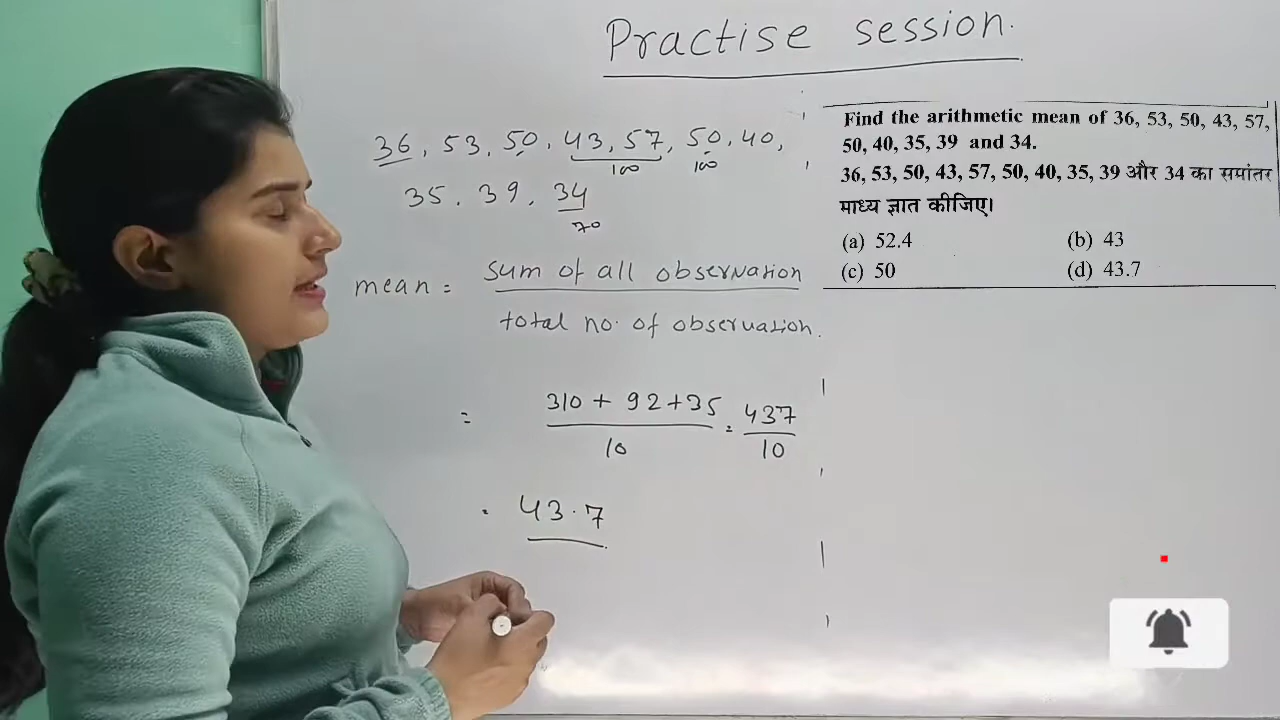 Practise session.
36, 53, 50, 43, 57, 50, 40,
100 100
35. 39. 34
70
mean = sum of all observation
total no. of observation.
= 310 + 92 + 35 = 437
10 10
= 43.7
Find the arithmetic mean of 36, 53, 50, 43, 57,
50, 40, 35, 39 and 34.
36, 53, 50, 43, 57, 50, 40, 35, 39 और 34 का समांतर
माध्य ज्ञात कीजिए।
(a) 52.4 (b) 43
(c) 50 (d) 43.7